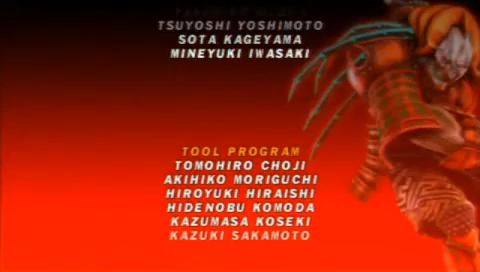 TSUYOSHI YOSHIMOTO
SOTA KAGEYAMA
MINEYUKI IWASAKI
TOOL PROGRAM
TOMOHIRO CHOJI
AKIHIKO MORIGUCHI
HIROYUKI HIRAISHI
HIDENOBU KOMODA
KAZUMASA KOSEKI
KAZUKI SAKAMOTO